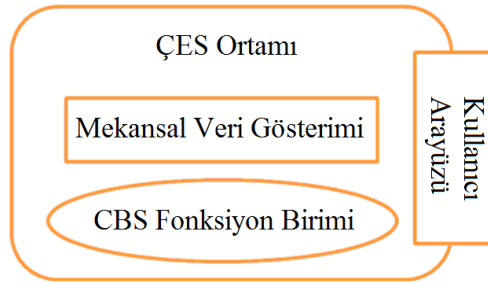 ÇES Ortamı
Mekansal Veri Gösterimi
CBS Fonksiyon Birimi
Kullanıcı
Arayüzü